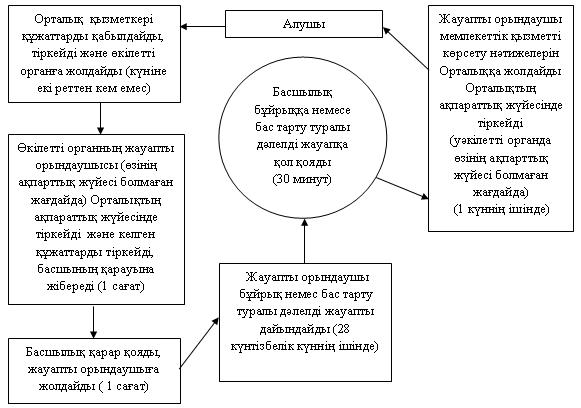 Алушы
Орталық қызметкері
құжаттарды қабылдайды,
тіркейді және өкілетті
органға жолдайды (күніне
екі реттен кем емес)
Өкілетті органның жауапты
орындаушысы (өзінің
ақпарттық жүйесі болмаған
жағдайда) Орталықтың
ақпараттық жүйесінде
тіркейді және келген
құжаттарды тіркейді,
басшының қарауына
жібереді (1 сағат)
Басшылық қарар қояды,
жауапты орындаушыға
жолдайды ( 1 сағат)
Жауапты орындаушы
бұйрық немес бас тарту
туралы дәлелді жауапты
дайындайды (28
күнтізбелік күннің ішінде)
Басшылық
бұйрыққа немесе
бас тарту туралы
дәлелді жауапқа
қол қояды
(30 минут)
Жауапты орындаушы
мемлекеттік қызметті
көрсету нәтижелерін
Орталыққа жолдайды
Орталықтың
ақпараттық жүйесінде
тіркейді
(уәкілетті органда
өзінің ақпарттық
жүйесі болмаған
жағдайда)
(1 күннің ішінде)